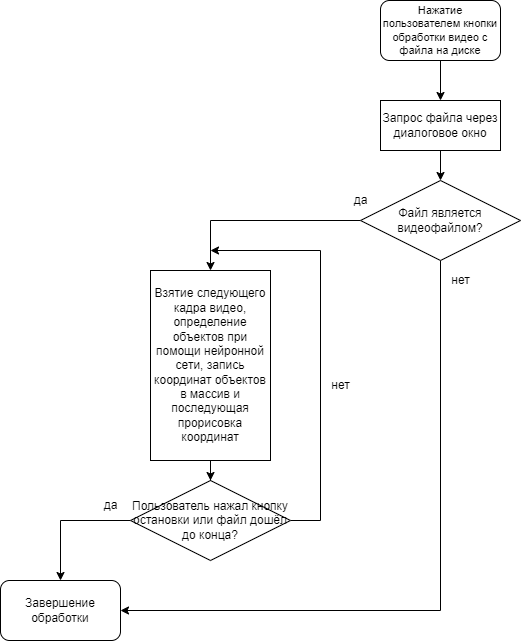 Нажатие
пользователем кнопки
обработки видео с
файла на диске
Запрос файла через
диалоговое окно
да
Файл является
видеофайлом?
нет
Взятие следующего
кадра видео,
определение
объектов при
помощи нейронной
сети, запись
координат объектов
в массив и
последующая
прорисовка
координат
нет
да
Пользователь нажал кнопку
остановки или файл дошел
до конца?
Завершение
обработки